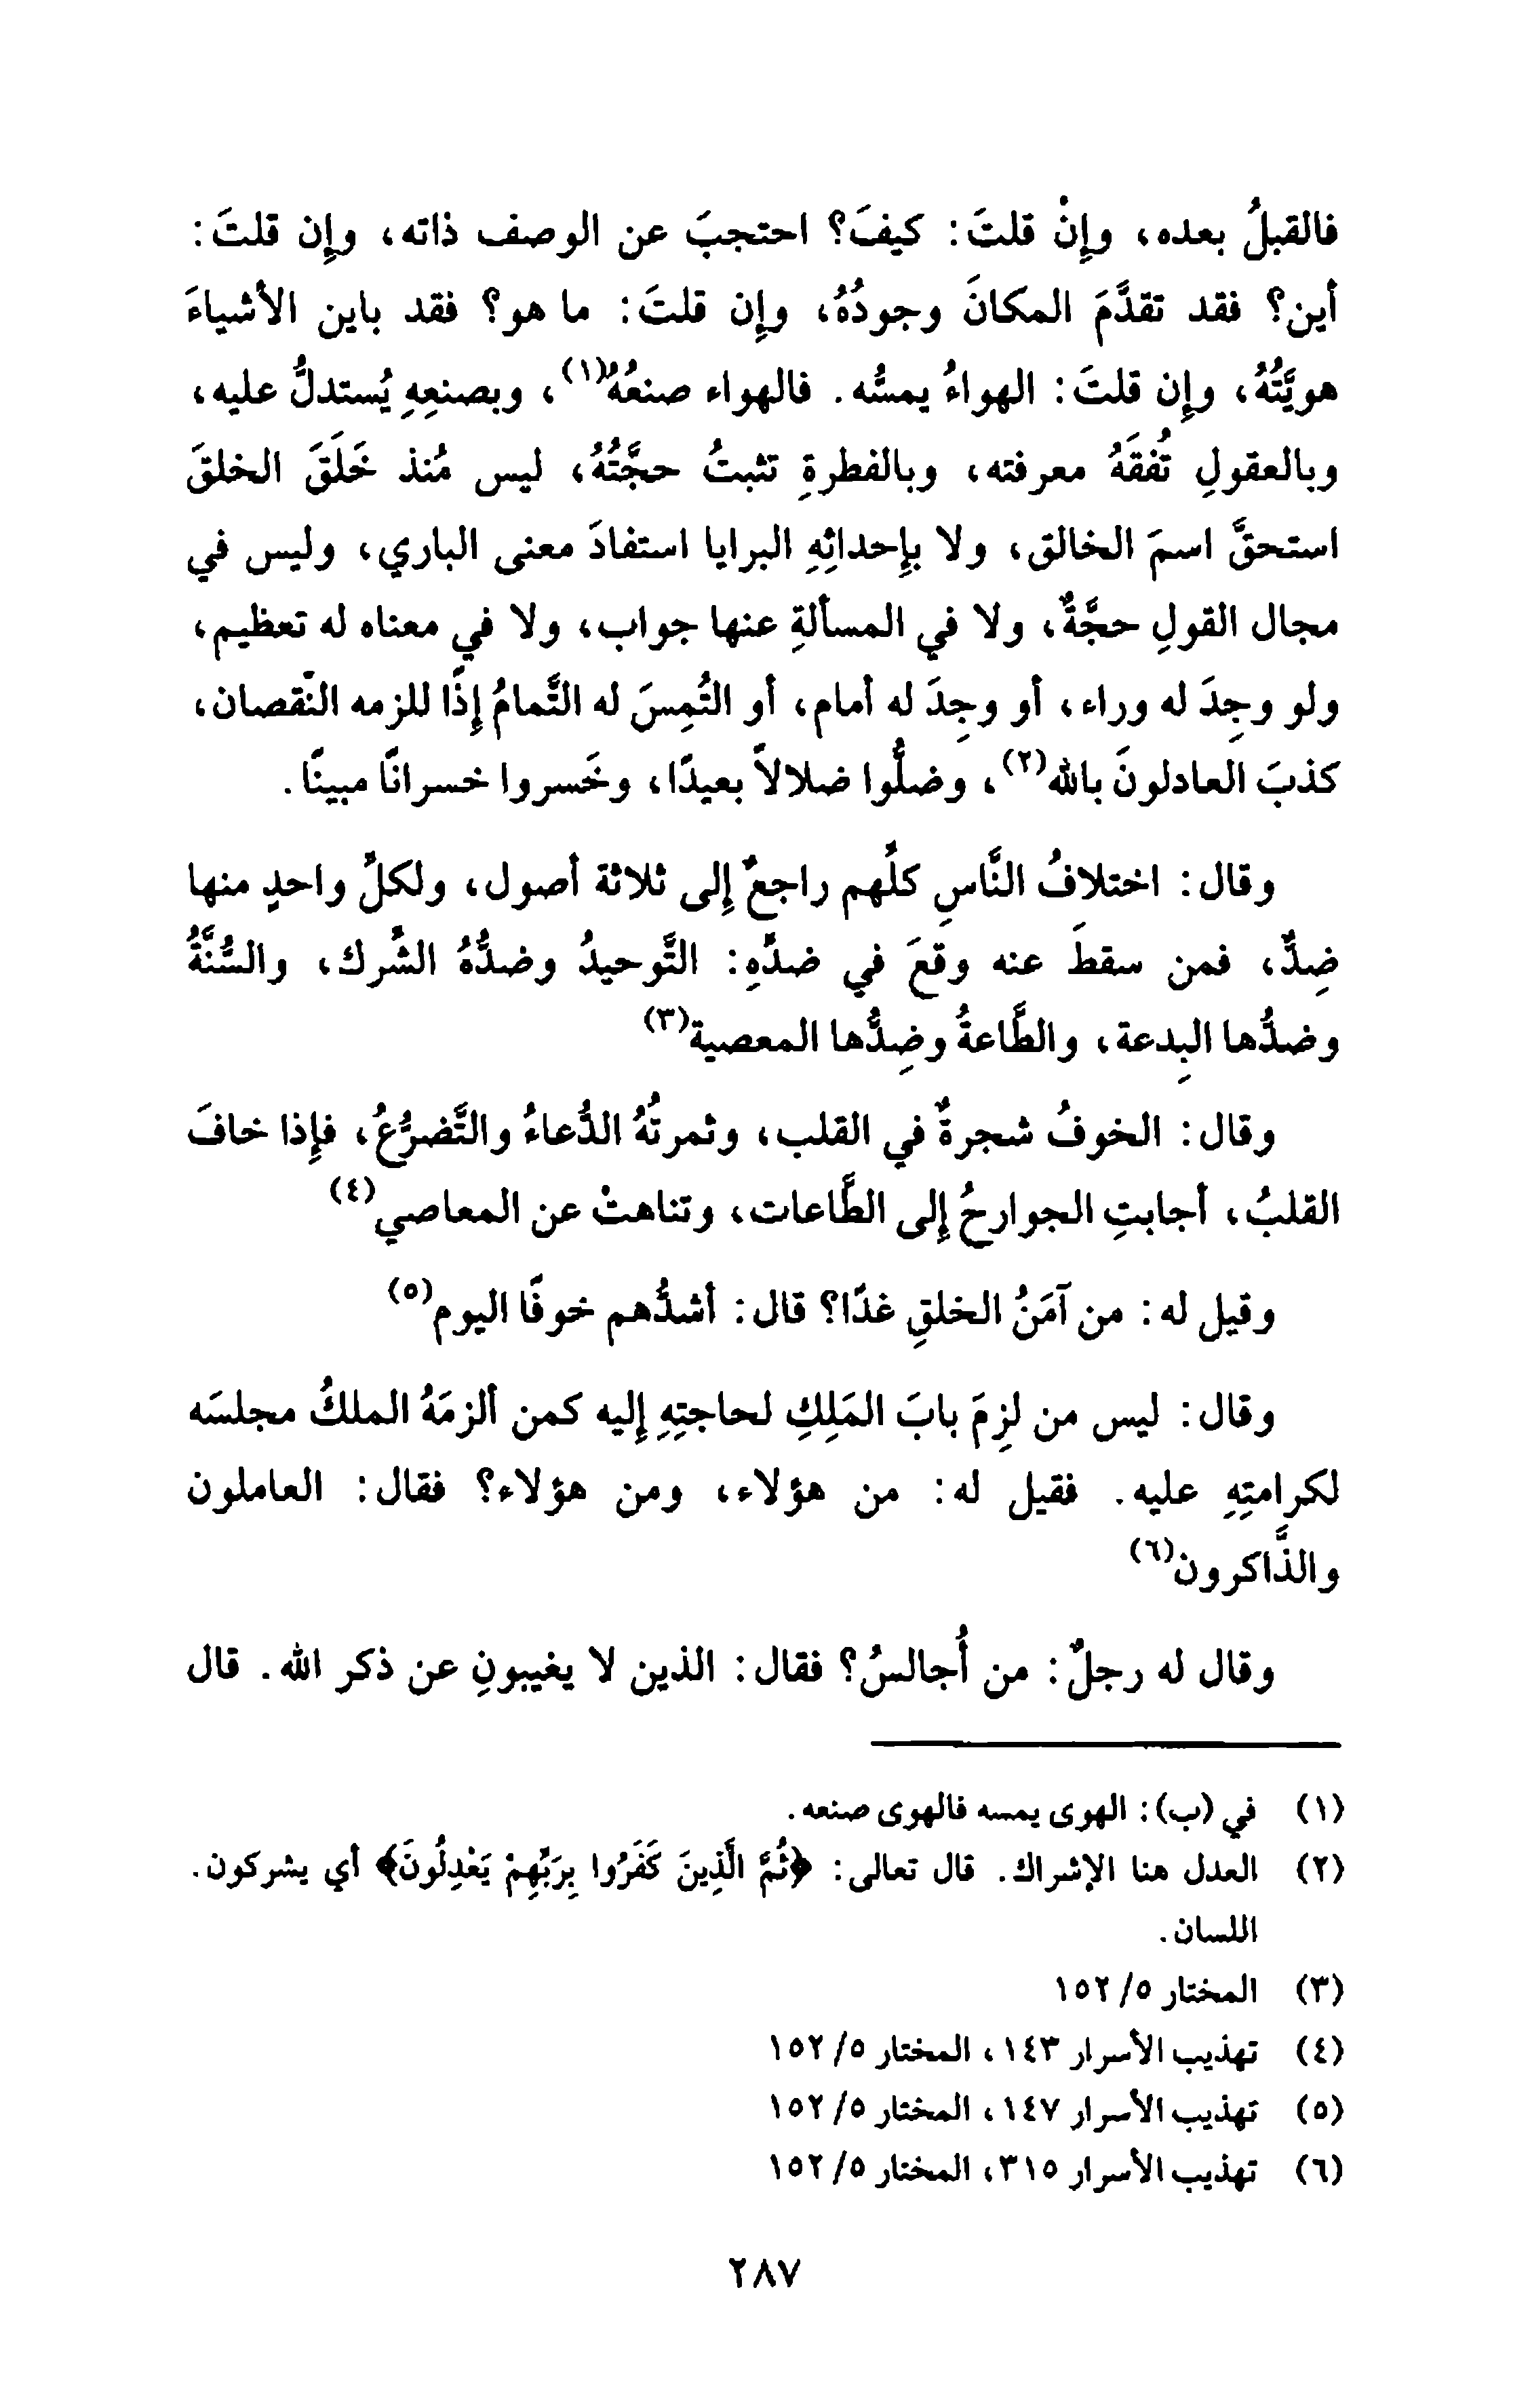 فالقبلُ بعده، وإنْ قلتَ: كيفَ؟ احتجبَ عن الوصف ذاته، وإن قلتَ:
أين؟ فقد تقدَّمَ المكانَ وجودُهُ، وإن قلتَ: ما هو؟ فقد باين الأشياءَ
هويَّتُهُ، وإن قلتَ: الهواءُ يمسُّه. فالهواء صنعُهُ(١)، وبصنعِهِ يُستدلُّ عليه،
وبالعقولِ تُفقَهُ معرفته، وبالفطرةِ تثبتُ حجَّتُهُ، ليس مُنذ خَلَقَ الخلقَ
استحقَّ اسمَ الخالق، ولا بإحداثِهِ البرايا استفادَ معنى الباري، وليس في
مجال القولِ حجَّةٌ، ولا في المسألةِ عنها جواب، ولا في معناه له تعظيم،
ولو وجِدَ له وراء، أو وجِدَ له أمام، أو التُمِسَ له التَّمامُ إذًا للزمه النّقصان،
كذبَ العادلونَ بالله(٢)، وضلُّوا ضلالاً بعيدًا، وخَسروا خسرانًا مبينًا.
وقال: اختلافُ النَّاسِ كلُهم راجعٌ إلى ثلاثة أصول، ولكلِّ واحدٍ منها
ضِدٌّ، فمن سقطَ عنه وقعَ في ضدِّهِ: التَّوحيدُ وضدُّهُ الشِّرك، والسُّنَّةُ
وضدُّها البِدعة، والطَّاعةُ وضِدُّها المعصية(٣)
وقال: الخوفُ شجرةٌ في القلب، وثمرتُهُ الدُّعاءُ والتَّضرُّعُ، فإذا خافَ
القلبُ، أجابتِ الجوارحُ إلى الطَّاعات، وتناهتْ عن المعاصي(٤)
وقيل له: من آمَنُ الخلقِ غدًا؟ قال: أشدُّهم خوفًا اليوم(٥)
وقال: ليس من لزِمَ بابَ المَلِكِ لحاجتِهِ إليه كمن ألزمَهُ الملكُ مجلسَه
لكرامتِهِ عليه. فقيل له: من هؤلاء، ومن هؤلاء؟ فقال: العاملون
والذَّاكرون(٦)
وقال له رجلٌ: من أُجالسُ؟ فقال: الذين لا يغيبونِ عن ذكر الله. قال
(١) في (ب): الهوى يمسه فالهوى صنعه.
(٢) العدل هنا الإشراك. قال تعالى: ﴿ثُمَّ الَّذِينَ كَفَرُوا بِرَبِّهِمْ يَعْدِلُونَ﴾ أي يشركون.
اللسان.
(٣) المختار ٥/ ١٥٢
(٤) تهذيب الأسرار ١٤٣، المختار ٥/ ١٥٢
(٥) تهذيب الأسرار ١٤٧، المختار ٥/ ١٥٢
(٦) تهذيب الأسرار ٣١٥، المختار ٥/ ١٥٢
٢٨٧